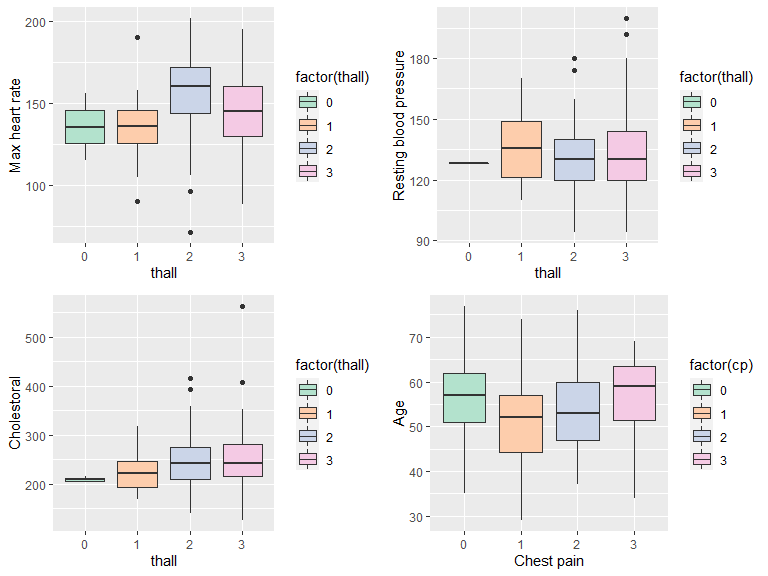 Max heart rate
200
150
100
0 1 2 3
thall
factor(thall)
0
1
2
3
Resting blood pressure
180
150
120
90
0 1 2 3
thall
factor(thall)
0
1
2
3
Cholestoral
500
400
300
200
0 1 2 3
thall
factor(thall)
0
1
2
3
Age
70
60
50
40
30
0 1 2 3
Chest pain
factor(cp)
0
1
2
3